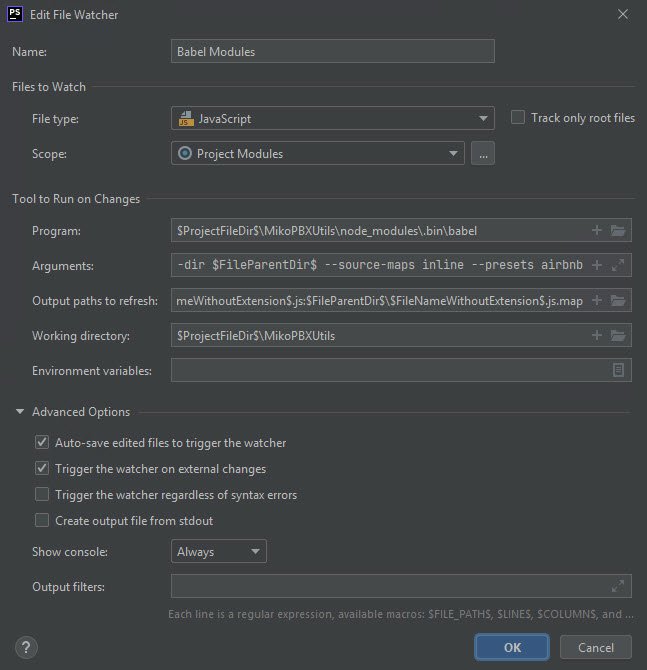 PS Edit File Watcher
Name: Babel Modules
Files to Watch
File type: JS JavaScript Track only root files
Scope: Project Modules ...
Tool to Run on Changes
Program: $ProjectFileDir$\MikoPBXUtils\node_modules\.bin\babel
Arguments: -dir $FileParentDir$ --source-maps inline --presets airbnb
Output paths to refresh: meWithoutExtension$.js:$FileParentDir$\$FileNameWithoutExtension$.js.map
Working directory: $ProjectFileDir$\MikoPBXUtils
Environment variables:
Advanced Options
Auto-save edited files to trigger the watcher
Trigger the watcher on external changes
Trigger the watcher regardless of syntax errors
Create output file from stdout
Show console: Always
Output filters:
Each line is a regular expression, available macros: $FILE_PATH$, $LINE$, $COLUMN$, and ...
? OK Cancel